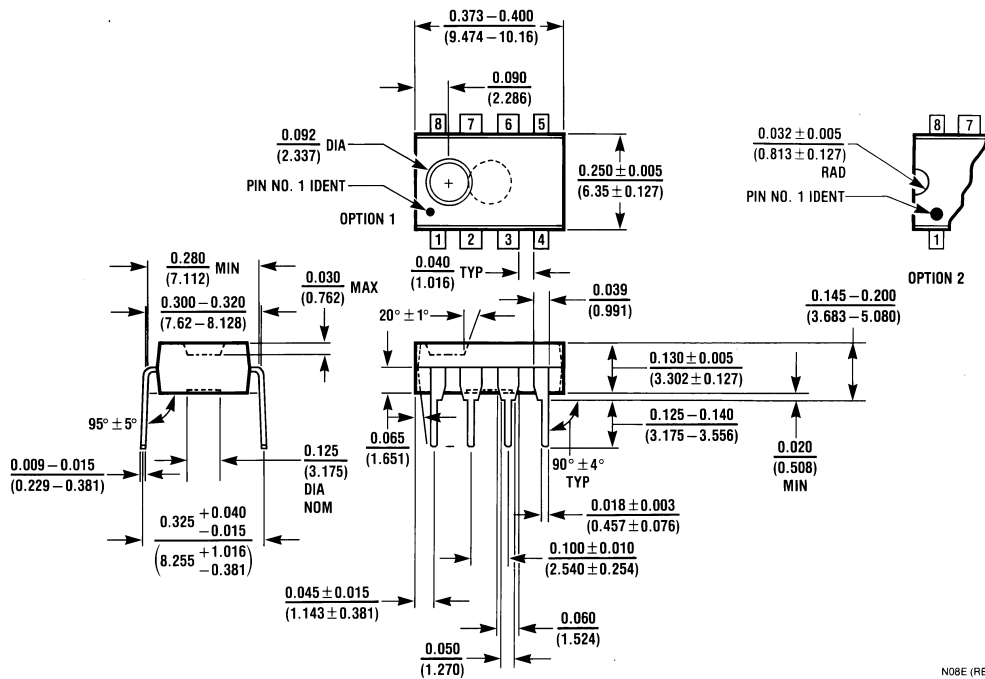 0.373 – 0.400
(9.474 – 10.16)
0.090
(2.286)
8 7 6 5
0.092 DIA
(2.337)
PIN NO. 1 IDENT
OPTION 1
1 2 3 4
0.250 ± 0.005
(6.35 ± 0.127)
0.032 ± 0.005
(0.813 ± 0.127)
RAD
PIN NO. 1 IDENT
8 7
1
OPTION 2
0.280 MIN
(7.112)
0.300 – 0.320
(7.62 – 8.128)
0.030 MAX
(0.762)
0.040 TYP
(1.016)
0.039
(0.991)
0.145 – 0.200
(3.683 – 5.080)
20° ± 1°
0.130 ± 0.005
(3.302 ± 0.127)
0.125 – 0.140
(3.175 – 3.556)
0.020
(0.508)
MIN
95° ± 5°
0.009 – 0.015
(0.229 – 0.381)
0.125
(3.175)
DIA
NOM
0.065
(1.651)
90° ± 4°
TYP
0.018 ± 0.003
(0.457 ± 0.076)
0.325 +0.040
–0.015
(8.255 +1.016
–0.381)
0.100 ± 0.010
(2.540 ± 0.254)
0.045 ± 0.015
(1.143 ± 0.381)
0.060
(1.524)
0.050
(1.270)
N08E (RE